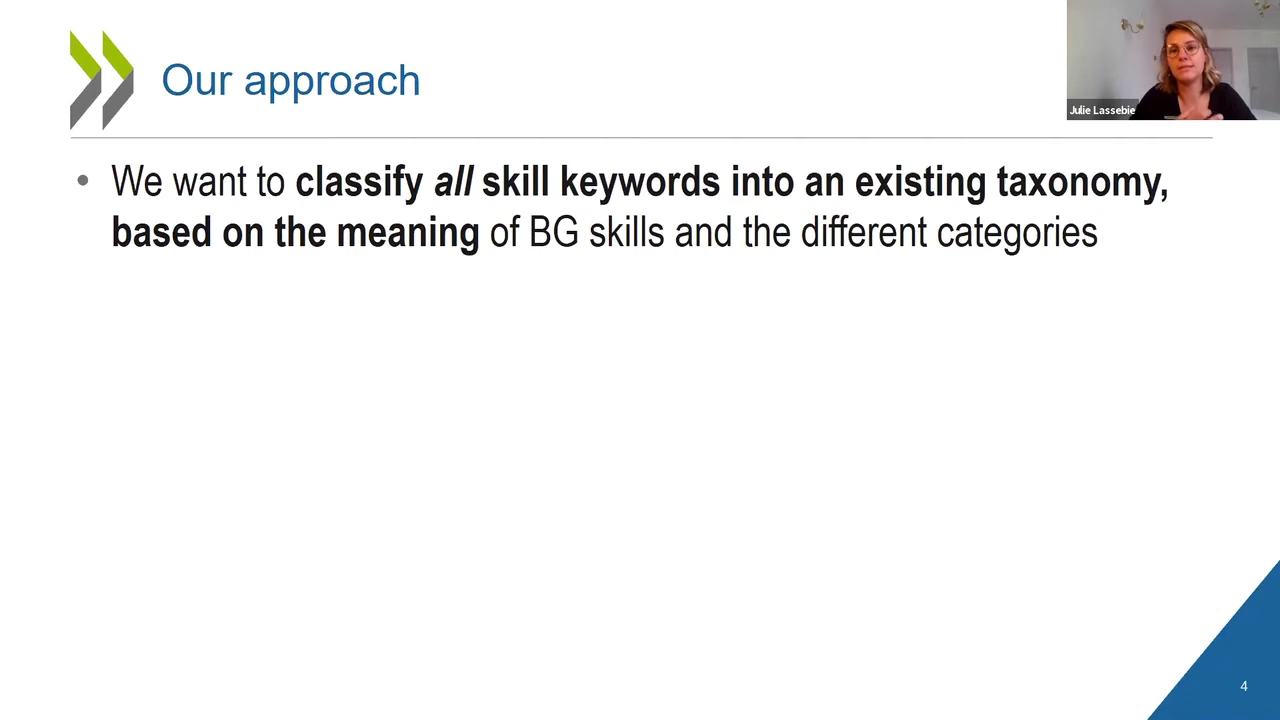 Our approach
Julie Lassebie
• We want to classify all skill keywords into an existing taxonomy,
based on the meaning of BG skills and the different categories
4